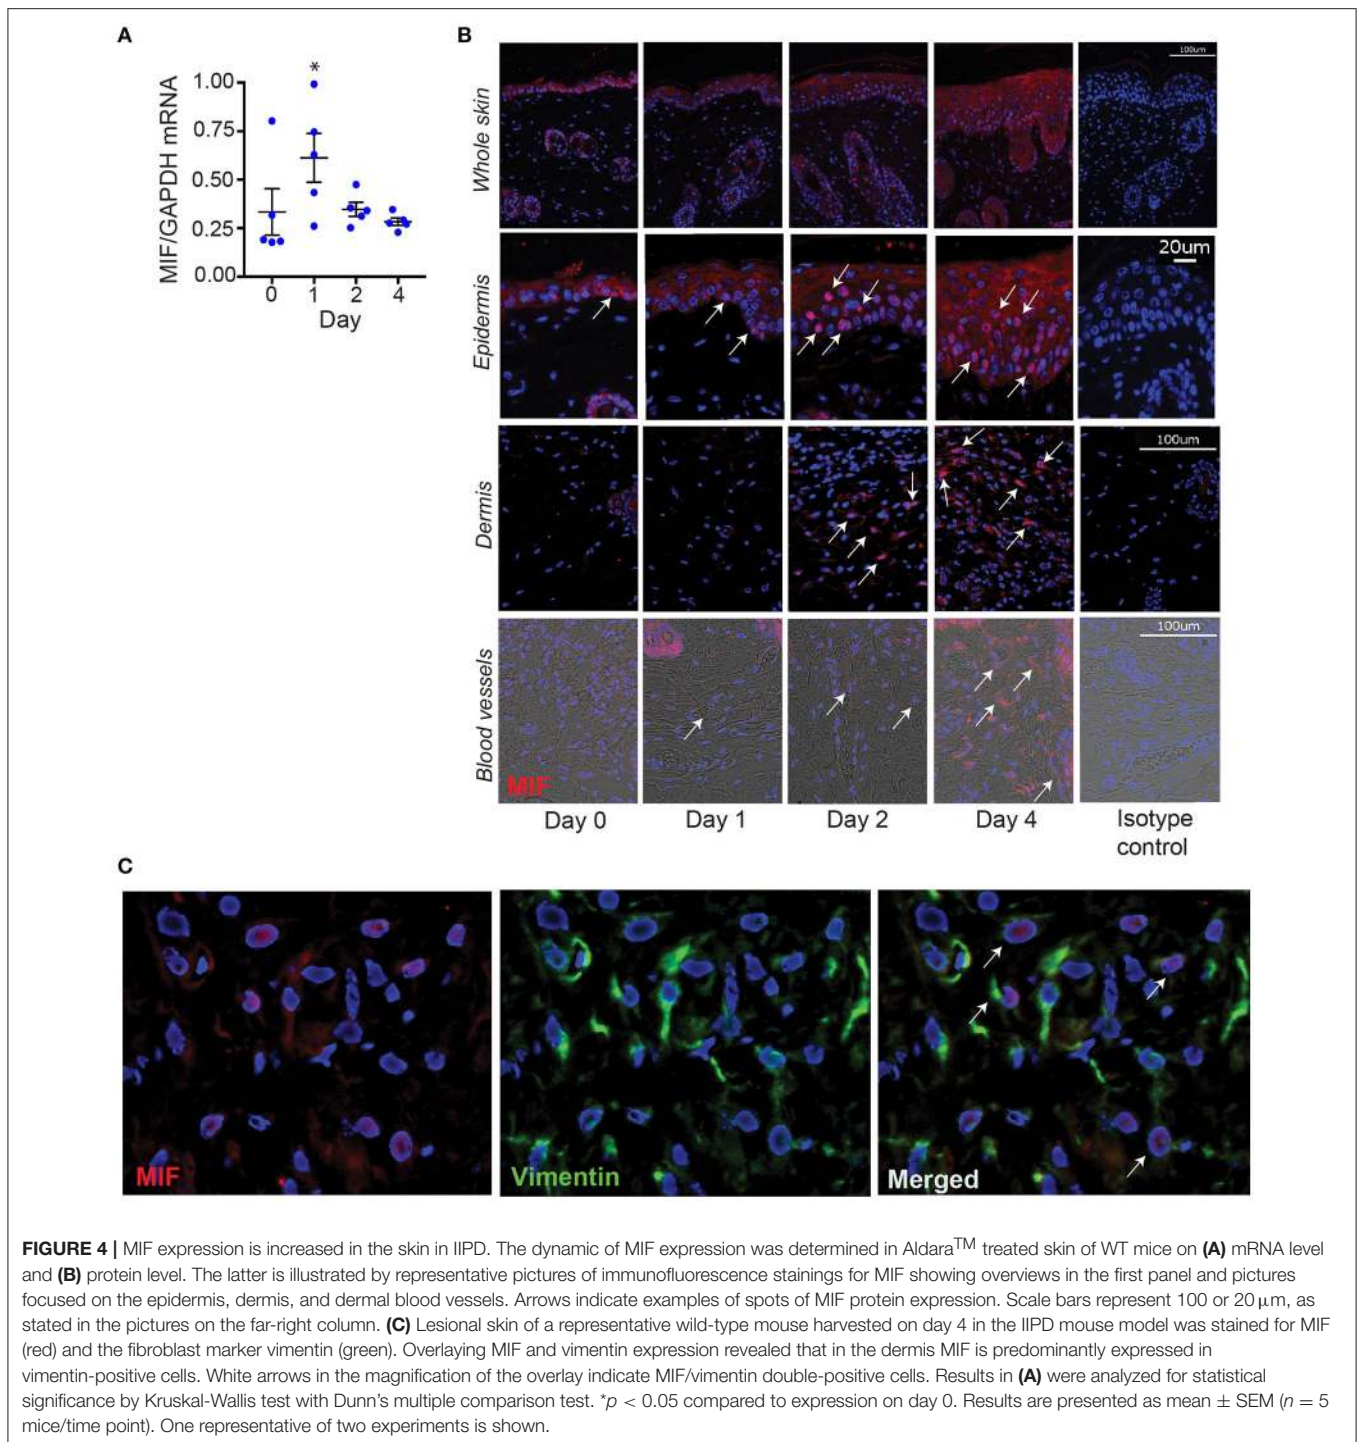 A
B
*
1.00
0.75
0.50
0.25
0.00
MIF/GAPDH mRNA
0 1 2 4
Day
Whole skin
100um
Epidermis
20um
Dermis
100um
Blood vessels
100um
MIF
Day 0 Day 1 Day 2 Day 4 Isotype
control
C
MIF Vimentin Merged
FIGURE 4 | MIF expression is increased in the skin in IIPD. The dynamic of MIF expression was determined in Aldara™ treated skin of WT mice on (A) mRNA level
and (B) protein level. The latter is illustrated by representative pictures of immunofluorescence stainings for MIF showing overviews in the first panel and pictures
focused on the epidermis, dermis, and dermal blood vessels. Arrows indicate examples of spots of MIF protein expression. Scale bars represent 100 or 20 μm, as
stated in the pictures on the far-right column. (C) Lesional skin of a representative wild-type mouse harvested on day 4 in the IIPD mouse model was stained for MIF
(red) and the fibroblast marker vimentin (green). Overlaying MIF and vimentin expression revealed that in the dermis MIF is predominantly expressed in
vimentin-positive cells. White arrows in the magnification of the overlay indicate MIF/vimentin double-positive cells. Results in (A) were analyzed for statistical
significance by Kruskal-Wallis test with Dunn's multiple comparison test. *p < 0.05 compared to expression on day 0. Results are presented as mean ± SEM (n = 5
mice/time point). One representative of two experiments is shown.